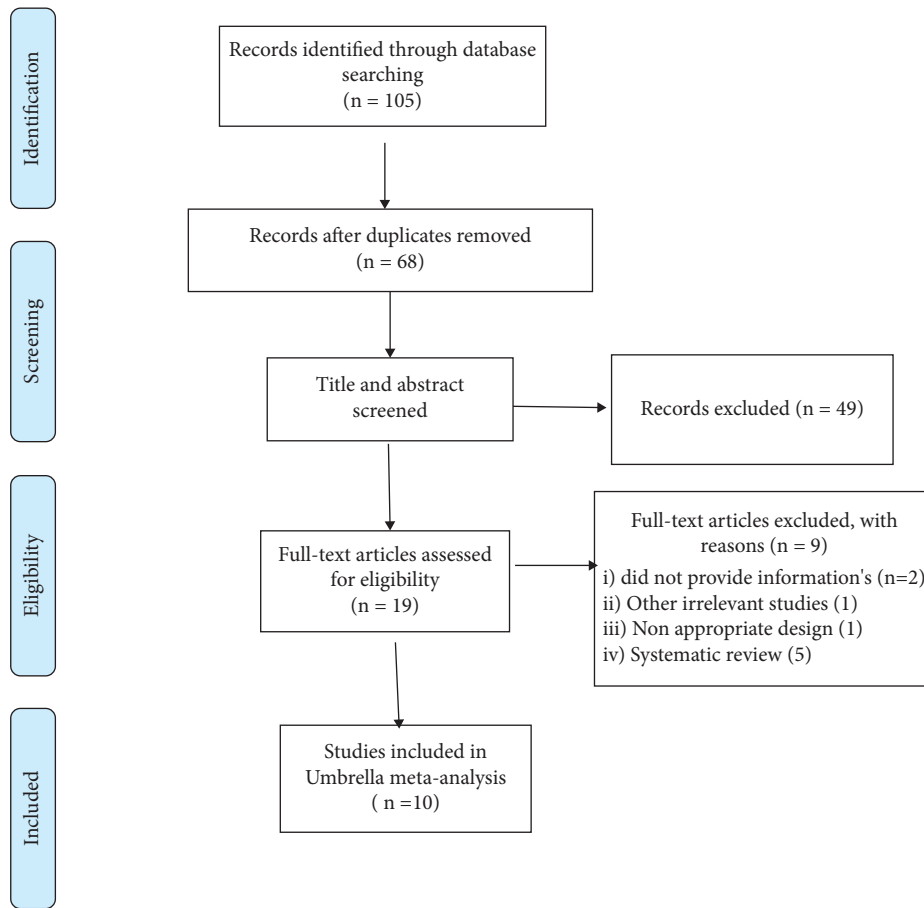 Identification
Records identified through database
searching
(n = 105)
Records after duplicates removed
(n = 68)
Screening
Title and abstract
screened
Records excluded (n = 49)
Eligibility
Full-text articles assessed
for eligibility
(n = 19)
Full-text articles excluded, with
reasons (n = 9)
i) did not provide information's (n=2)
ii) Other irrelevant studies (1)
iii) Non appropriate design (1)
iv) Systematic review (5)
Included
Studies included in
Umbrella meta-analysis
( n =10)